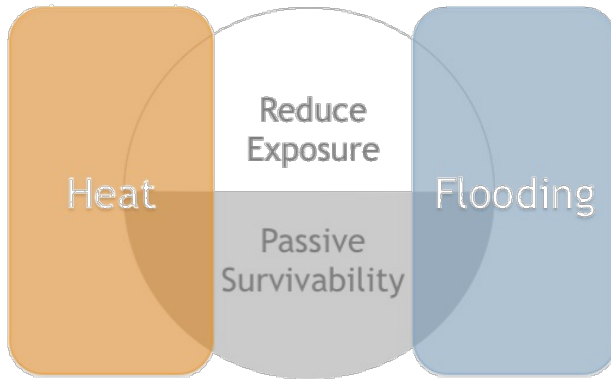 Heat
Reduce
Exposure
Passive
Survivability
Flooding